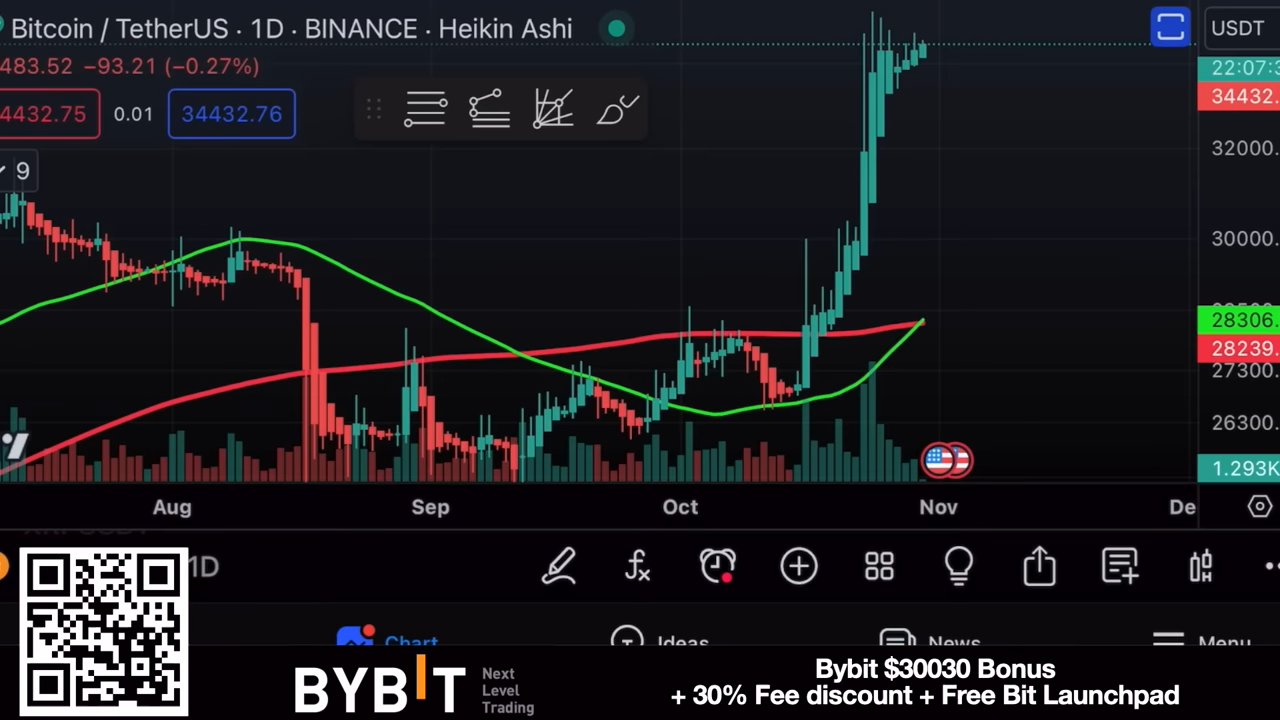 Bitcoin / TetherUS · 1D · BINANCE · Heikin Ashi
USDT
483.52 −93.21 (−0.27%)
22:07:3
4432.75
0.01
34432.76
34432.
9
32000.
30000.
28306.
28239.
27300.
26300.
1.293K
Aug
Sep
Oct
Nov
De
1D
Chart
Ideas
News
Menu
BYBIT
Next
Level
Trading
Bybit $30030 Bonus
+ 30% Fee discount + Free Bit Launchpad